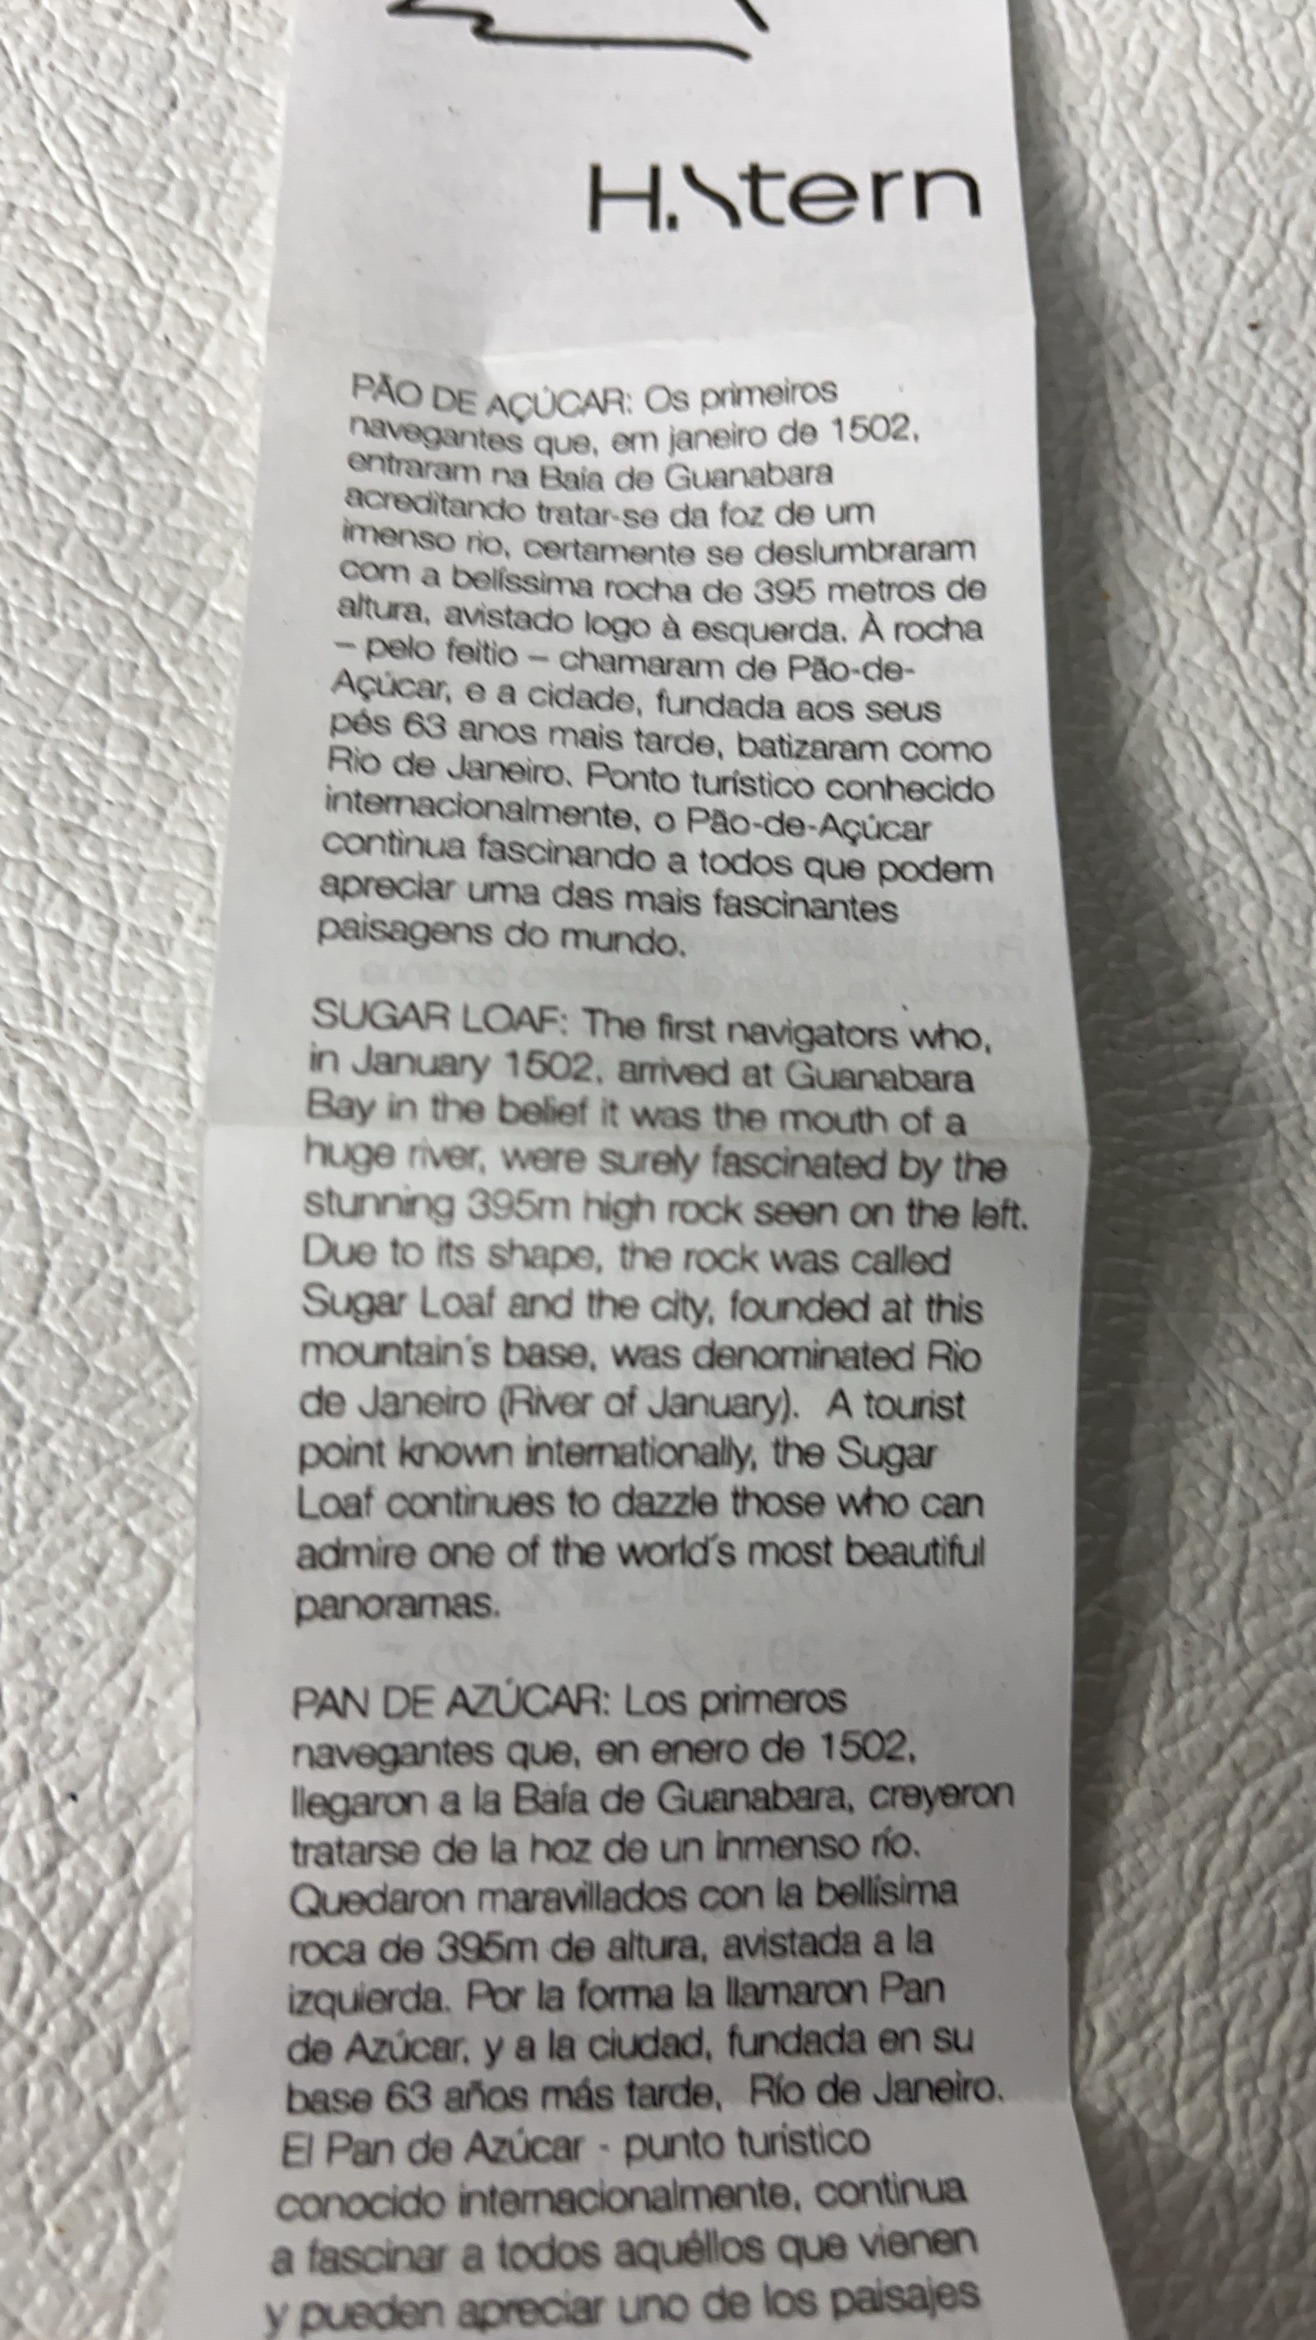 H.Stern
PÃO DE AÇÚCAR: Os primeiros
navegantes que, em janeiro de 1502,
entraram na Baía de Guanabara
acreditando tratar-se da foz de um
imenso rio, certamente se deslumbraram
com a belíssima rocha de 395 metros de
altura, avistado logo à esquerda. À rocha
– pelo feitio – chamaram de Pão-de-
Açúcar, e a cidade, fundada aos seus
pés 63 anos mais tarde, batizaram como
Rio de Janeiro. Ponto turístico conhecido
internacionalmente, o Pão-de-Açúcar
continua fascinando a todos que podem
apreciar uma das mais fascinantes
paisagens do mundo.
SUGAR LOAF: The first navigators who,
in January 1502, arrived at Guanabara
Bay in the belief it was the mouth of a
huge river, were surely fascinated by the
stunning 395m high rock seen on the left.
Due to its shape, the rock was called
Sugar Loaf and the city, founded at this
mountain´s base, was denominated Rio
de Janeiro (River of January). A tourist
point known internationally, the Sugar
Loaf continues to dazzle those who can
admire one of the world´s most beautiful
panoramas.
PAN DE AZÚCAR: Los primeros
navegantes que, en enero de 1502,
llegaron a la Baía de Guanabara, creyeron
tratarse de la hoz de un inmenso río.
Quedaron maravillados con la bellísima
roca de 395m de altura, avistada a la
izquierda. Por la forma la llamaron Pan
de Azúcar, y a la ciudad, fundada en su
base 63 años más tarde, Río de Janeiro.
El Pan de Azúcar - punto turístico
conocido internacionalmente, continua
a fascinar a todos aquéllos que vienen
y pueden apreciar uno de los paisajes